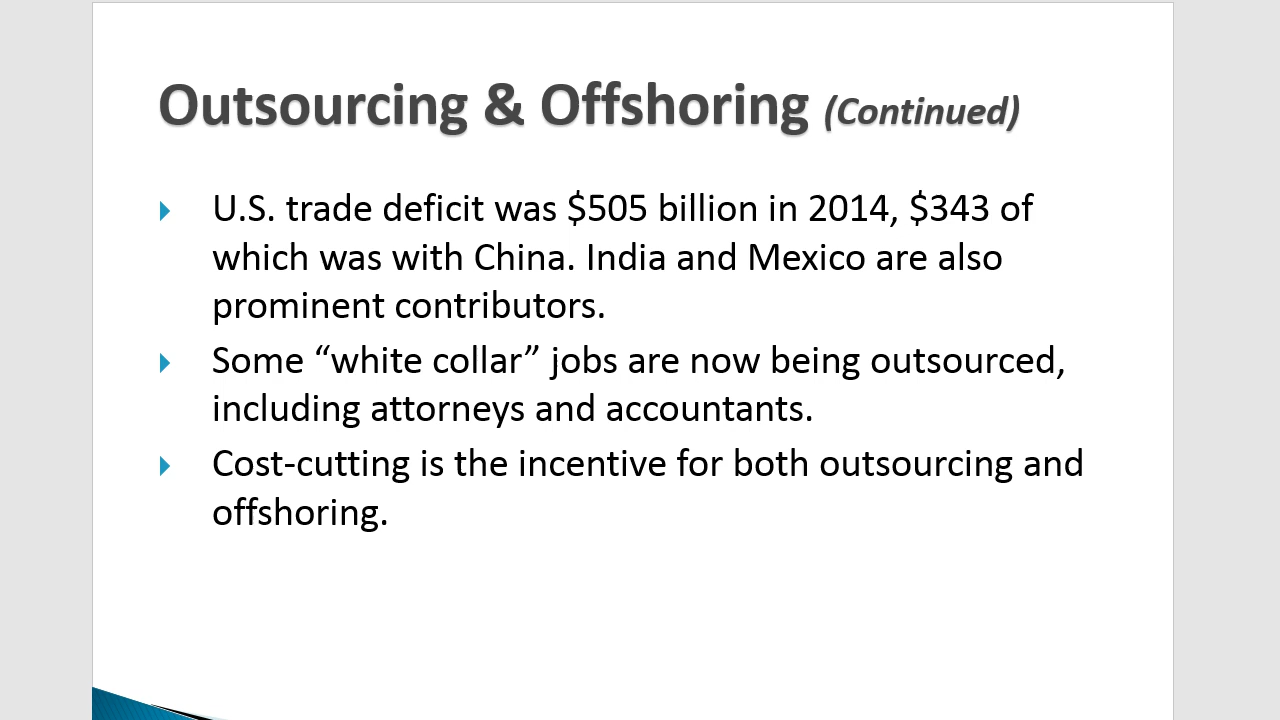 Outsourcing & Offshoring (Continued)
U.S. trade deficit was $505 billion in 2014, $343 of
which was with China. India and Mexico are also
prominent contributors.
Some “white collar” jobs are now being outsourced,
including attorneys and accountants.
Cost-cutting is the incentive for both outsourcing and
offshoring.